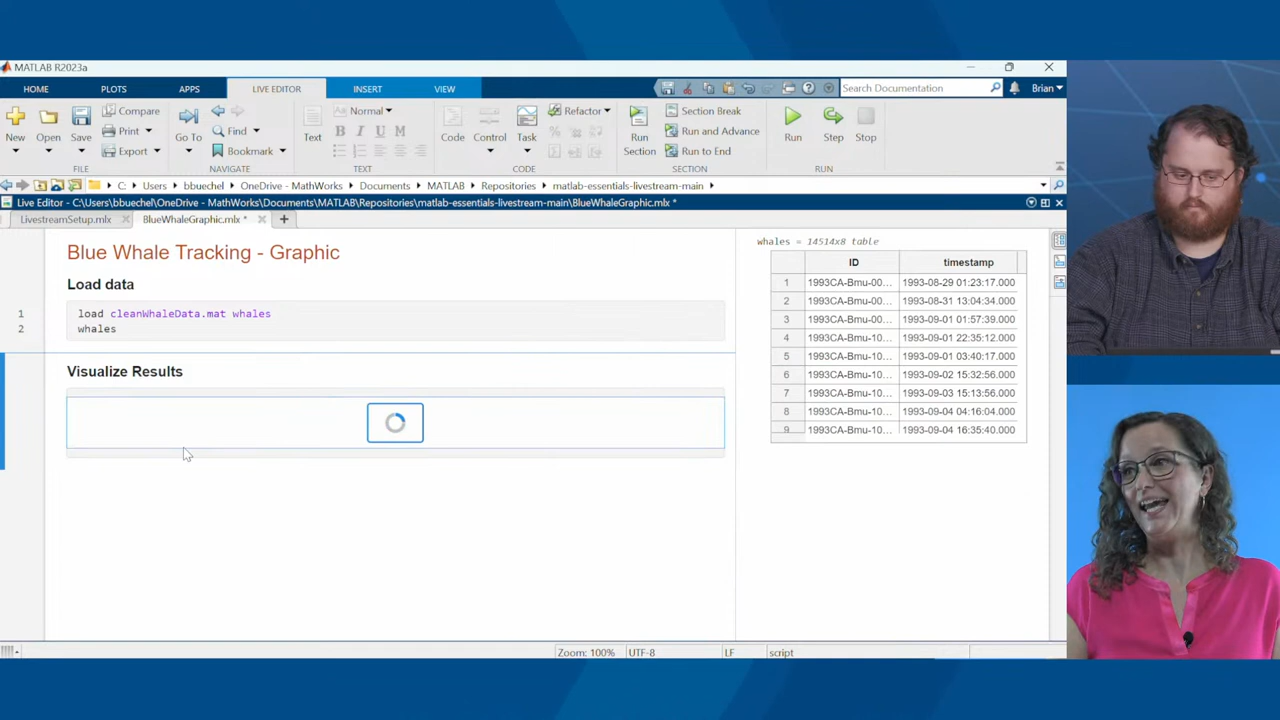 MATLAB R2023a
HOME PLOTS APPS LIVE EDITOR INSERT VIEW Search Documentation Brian
New Open Save Compare Print Export Go To Find Bookmark Text Normal B I U M Code Control Task Refactor Run Section Section Break Run and Advance Run to End Run Step Stop
FILE NAVIGATE TEXT CODE SECTION RUN
C: Users bbuechel OneDrive - MathWorks Documents MATLAB Repositories matlab-essentials-livestream-main
Live Editor - C:\Users\bbuechel\OneDrive - MathWorks\Documents\MATLAB\Repositories\matlab-essentials-livestream-main\BlueWhaleGraphic.mlx *
LivestreamSetup.mlx BlueWhaleGraphic.mlx *
Blue Whale Tracking - Graphic
Load data
1 load cleanWhaleData.mat whales
2 whales
Visualize Results
whales = 14514x8 table
ID timestamp
1 1993CA-Bmu-00... 1993-08-29 01:23:17.000
2 1993CA-Bmu-00... 1993-08-31 13:04:34.000
3 1993CA-Bmu-00... 1993-09-01 01:57:39.000
4 1993CA-Bmu-10... 1993-09-01 22:35:12.000
5 1993CA-Bmu-10... 1993-09-01 03:40:17.000
6 1993CA-Bmu-10... 1993-09-02 15:32:56.000
7 1993CA-Bmu-10... 1993-09-03 15:13:56.000
8 1993CA-Bmu-10... 1993-09-04 04:16:04.000
9 1993CA-Bmu-10... 1993-09-04 16:35:40.000
Zoom: 100% UTF-8 LF script